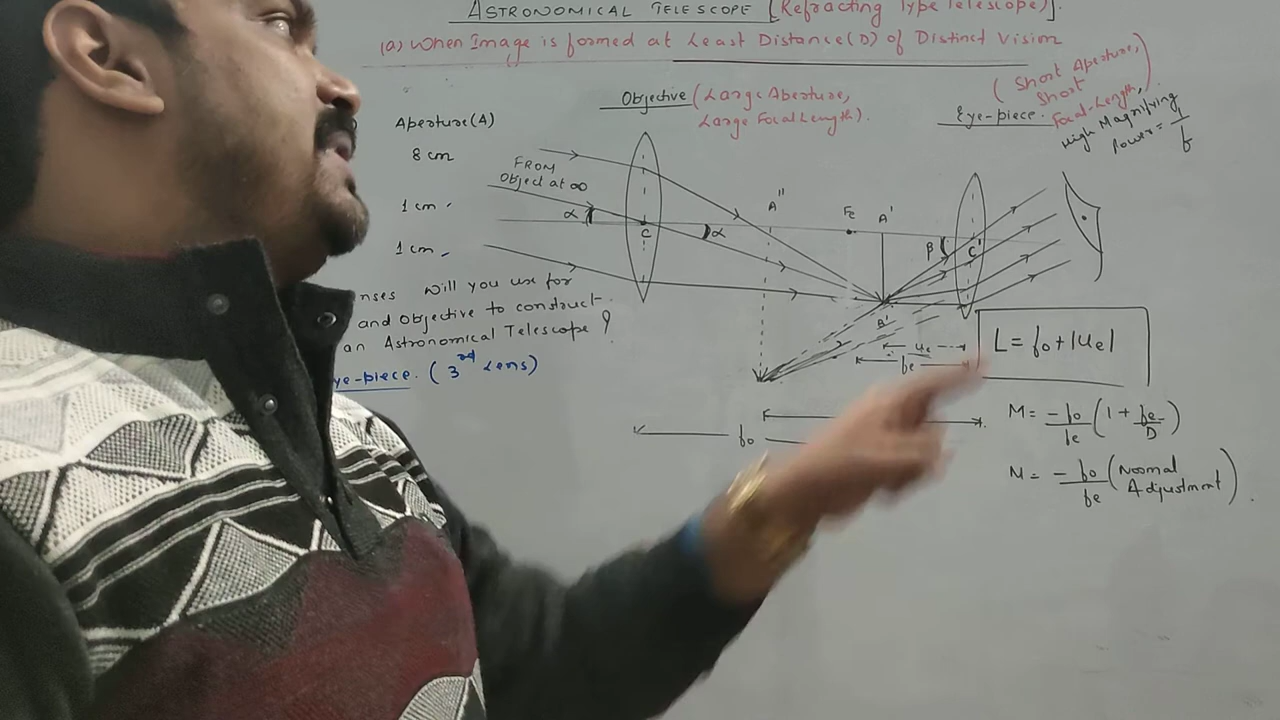 ASTRONOMICAL TELESCOPE [Refracting Type Telescope].
(a) When Image is formed at Least Distance(D) of Distinct Vision
Objective (Large Aperture,
Large Focal Length).
Eye-piece. (Short Aperture,
Short
Focal-Length,
High Magnifying
Power = 1/f
Aperture(A)
8 cm
1 cm
1 cm
FROM
Object at ∞
α
C
α
A''
Fe
A'
β
C'
B'
ue
fe
fo
L = fo + |ue|
M = -fo/fe (1 + fe/D)
M = -fo/fe (Normal
Adjustment)
nses will you use for
and Objective to construct
an Astronomical Telescope ?
ye-piece. (3rd Lens)